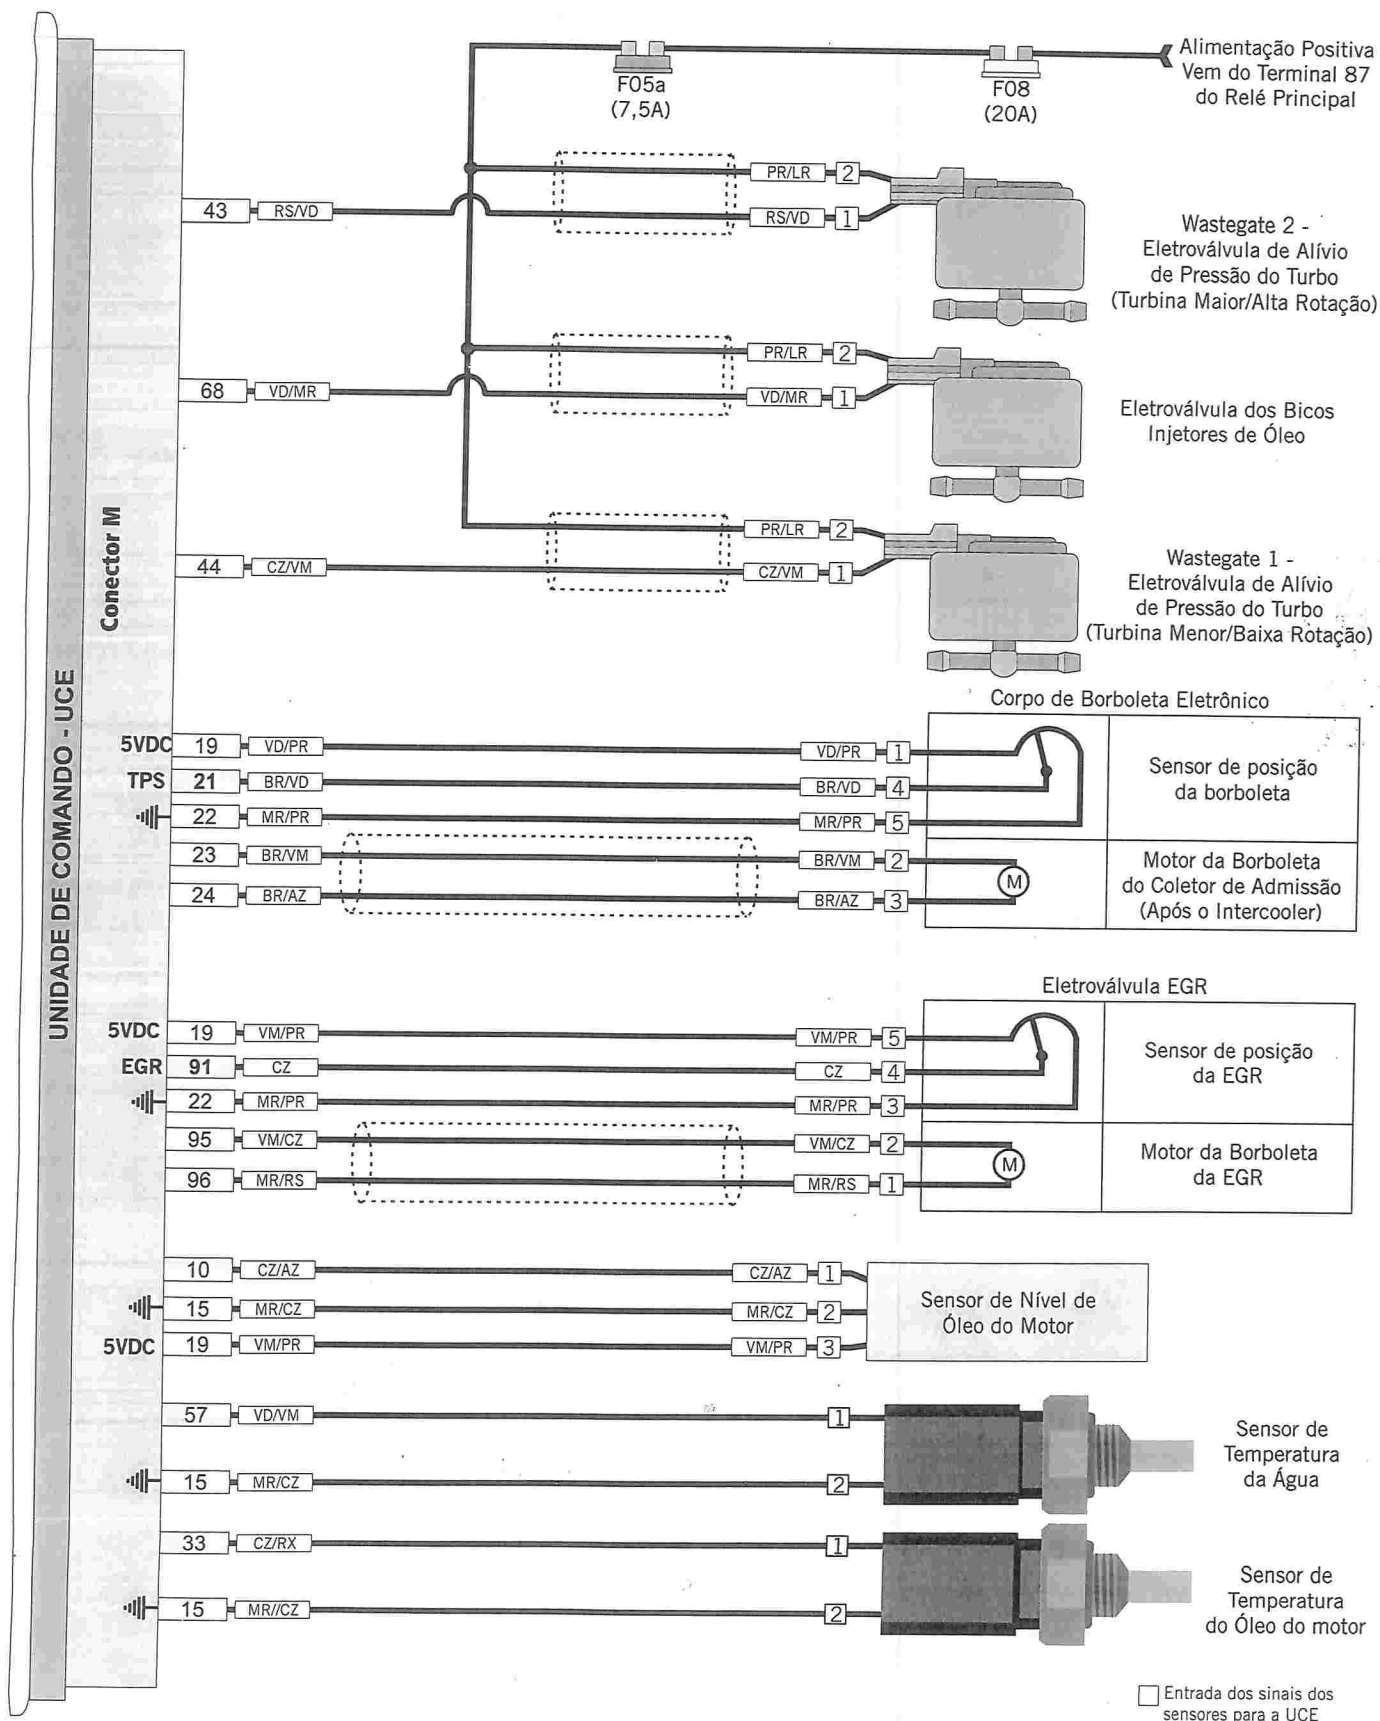 Alimentação Positiva
Vem do Terminal 87
do Relé Principal
F05a
(7,5A)
F08
(20A)
PR/LR 2
43 RS/VD RS/VD 1
Wastegate 2 -
Eletroválvula de Alívio
de Pressão do Turbo
(Turbina Maior/Alta Rotação)
PR/LR 2
68 VD/MR VD/MR 1
Eletroválvula dos Bicos
Injetores de Óleo
PR/LR 2
44 CZ/VM CZ/VM 1
Wastegate 1 -
Eletroválvula de Alívio
de Pressão do Turbo
(Turbina Menor/Baixa Rotação)
Conector M
UNIDADE DE COMANDO - UCE
Corpo de Borboleta Eletrônico
5VDC 19 VD/PR VD/PR 1
TPS 21 BR/VD BR/VD 4
22 MR/PR MR/PR 5
Sensor de posição
da borboleta
23 BR/VM BR/VM 2
24 BR/AZ BR/AZ 3
M
Motor da Borboleta
do Coletor de Admissão
(Após o Intercooler)
Eletroválvula EGR
5VDC 19 VM/PR VM/PR 5
EGR 91 CZ CZ 4
22 MR/PR MR/PR 3
Sensor de posição
da EGR
95 VM/CZ VM/CZ 2
96 MR/RS MR/RS 1
M
Motor da Borboleta
da EGR
10 CZ/AZ CZ/AZ 1
15 MR/CZ MR/CZ 2
5VDC 19 VM/PR VM/PR 3
Sensor de Nível de
Óleo do Motor
57 VD/VM 1
15 MR/CZ 2
Sensor de
Temperatura
da Água
33 CZ/RX 1
15 MR//CZ 2
Sensor de
Temperatura
do Óleo do motor
Entrada dos sinais dos
sensores para a UCE